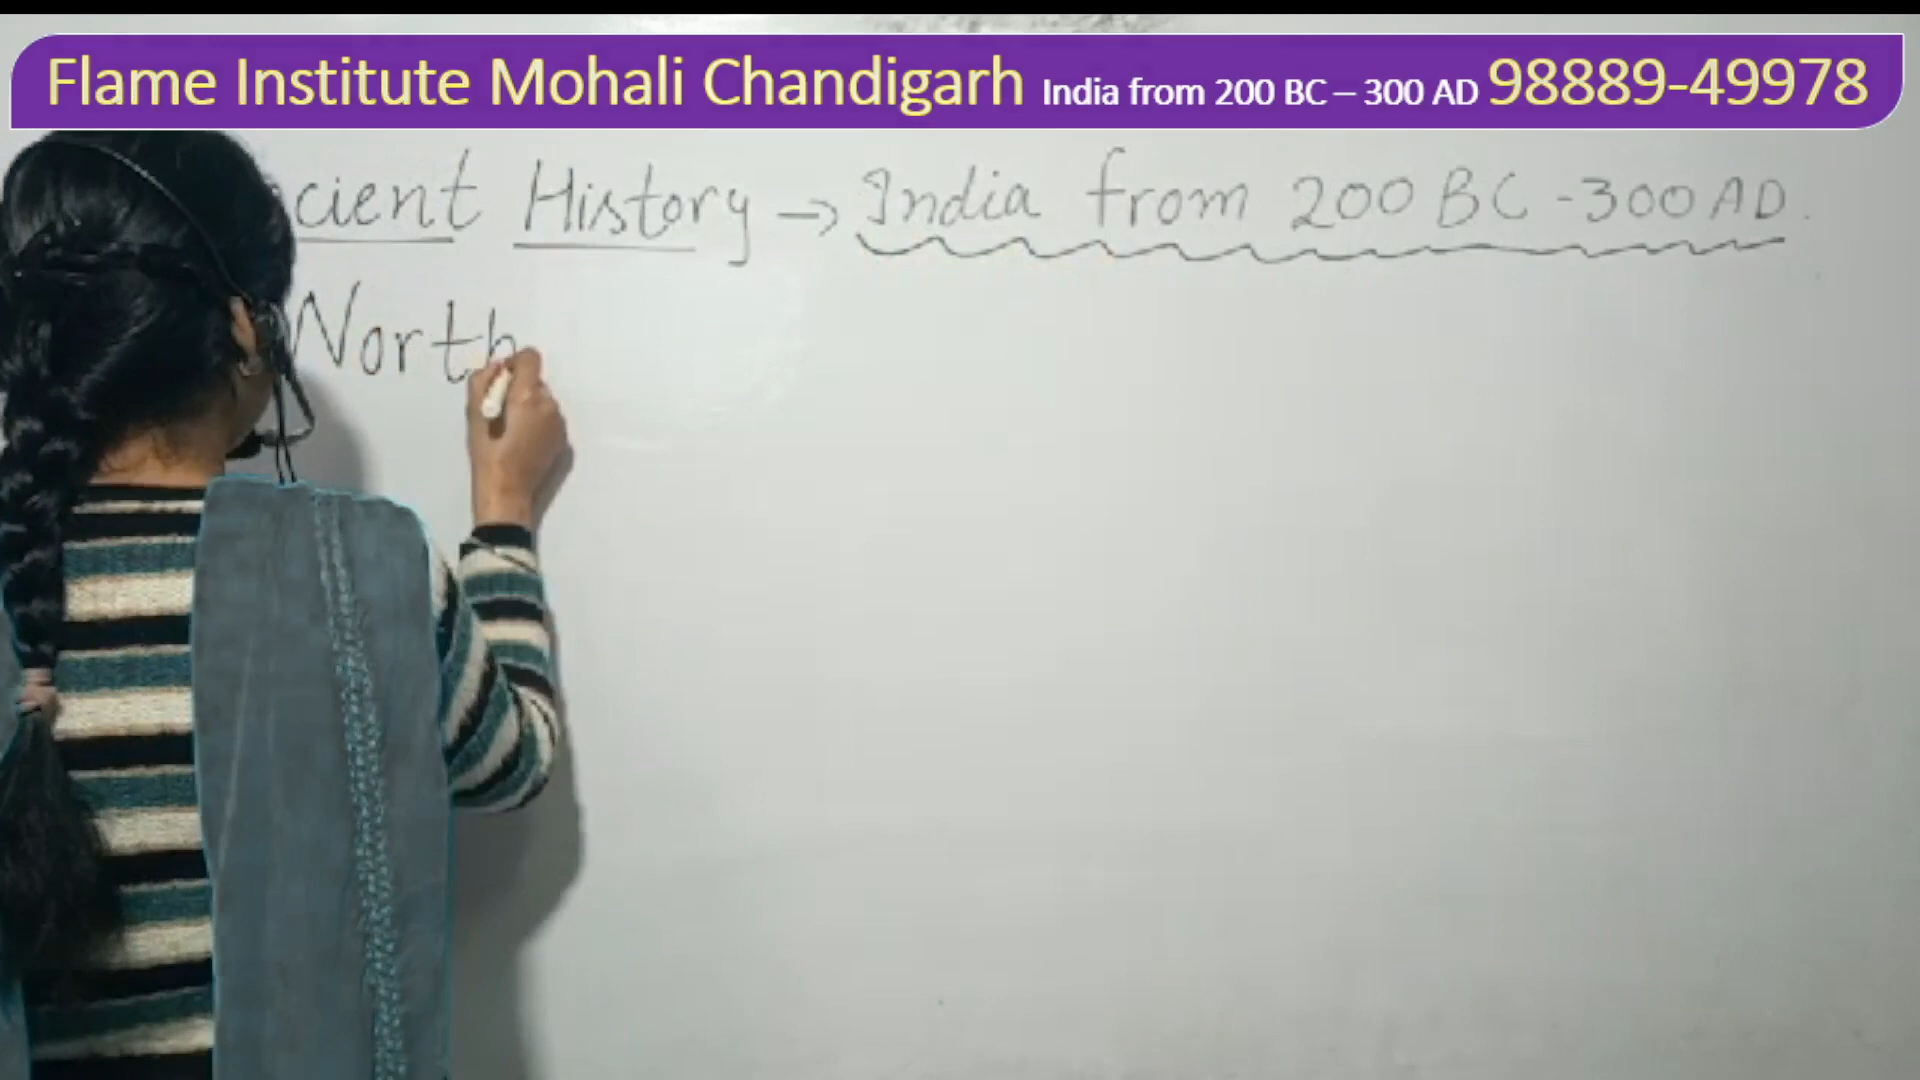 Flame Institute Mohali Chandigarh India from 200 BC – 300 AD 98889-49978
cient History → India from 200 BC - 300 AD.
North